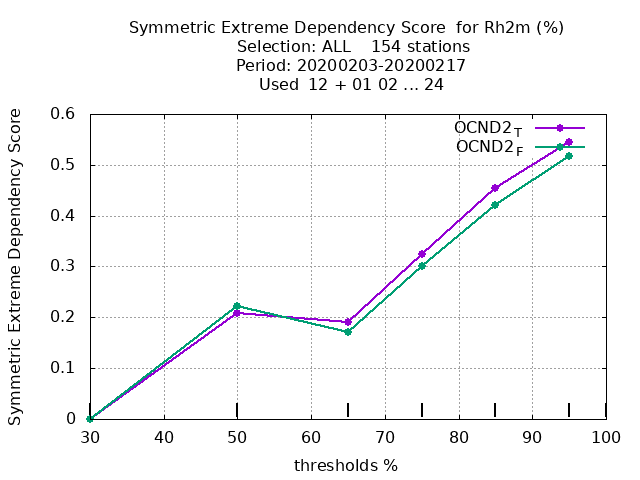 Symmetric Extreme Dependency Score  for Rh2m (%)
Selection: ALL    154 stations
Period: 20200203-20200217
Used  12 + 01 02 ... 24
Symmetric Extreme Dependency Score
0.6
0.5
0.4
0.3
0.2
0.1
0
OCND2T
OCND2F
30 40 50 60 70 80 90 100
thresholds %